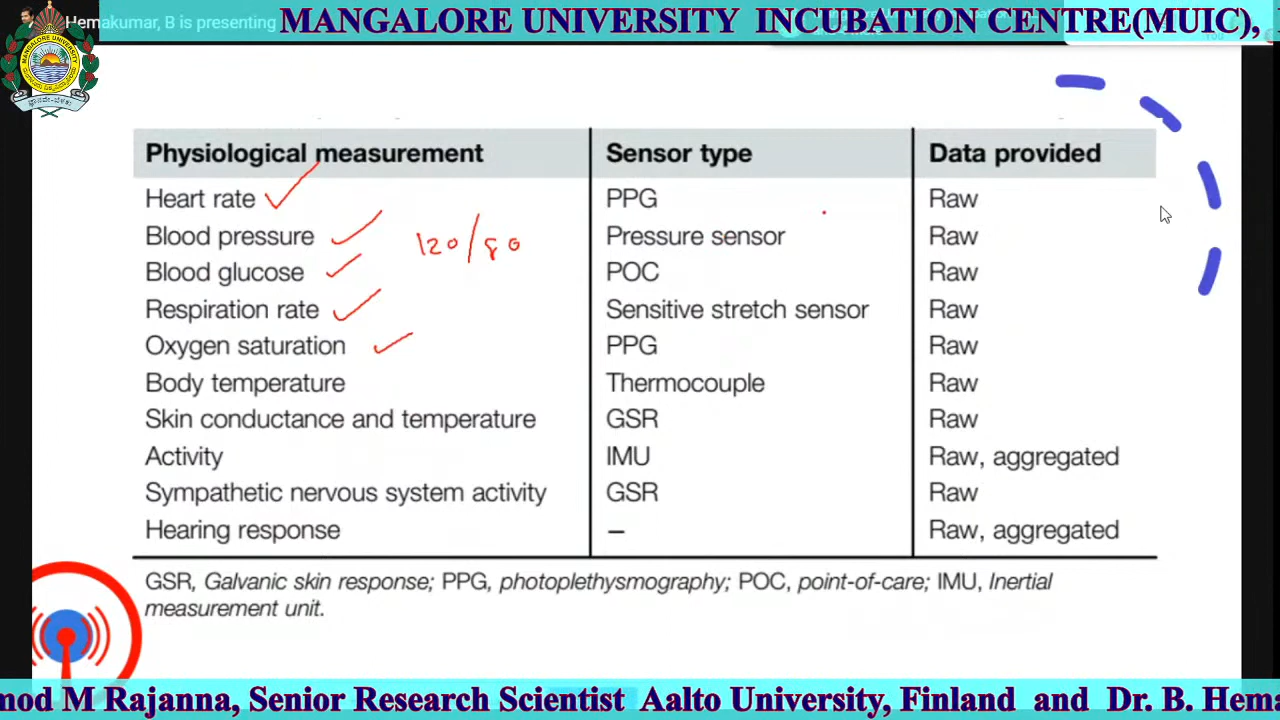 Hemakumar, B is presenting
MANGALORE UNIVERSITY INCUBATION CENTRE(MUIC),
MANGALORE UNIVERSITY
Physiological measurement Sensor type Data provided
Heart rate PPG Raw
Blood pressure 120/80 Pressure sensor Raw
Blood glucose POC Raw
Respiration rate Sensitive stretch sensor Raw
Oxygen saturation PPG Raw
Body temperature Thermocouple Raw
Skin conductance and temperature GSR Raw
Activity IMU Raw, aggregated
Sympathetic nervous system activity GSR Raw
Hearing response – Raw, aggregated
GSR, Galvanic skin response; PPG, photoplethysmography; POC, point-of-care; IMU, Inertial
measurement unit.
mod M Rajanna, Senior Research Scientist Aalto University, Finland and Dr. B. Hema